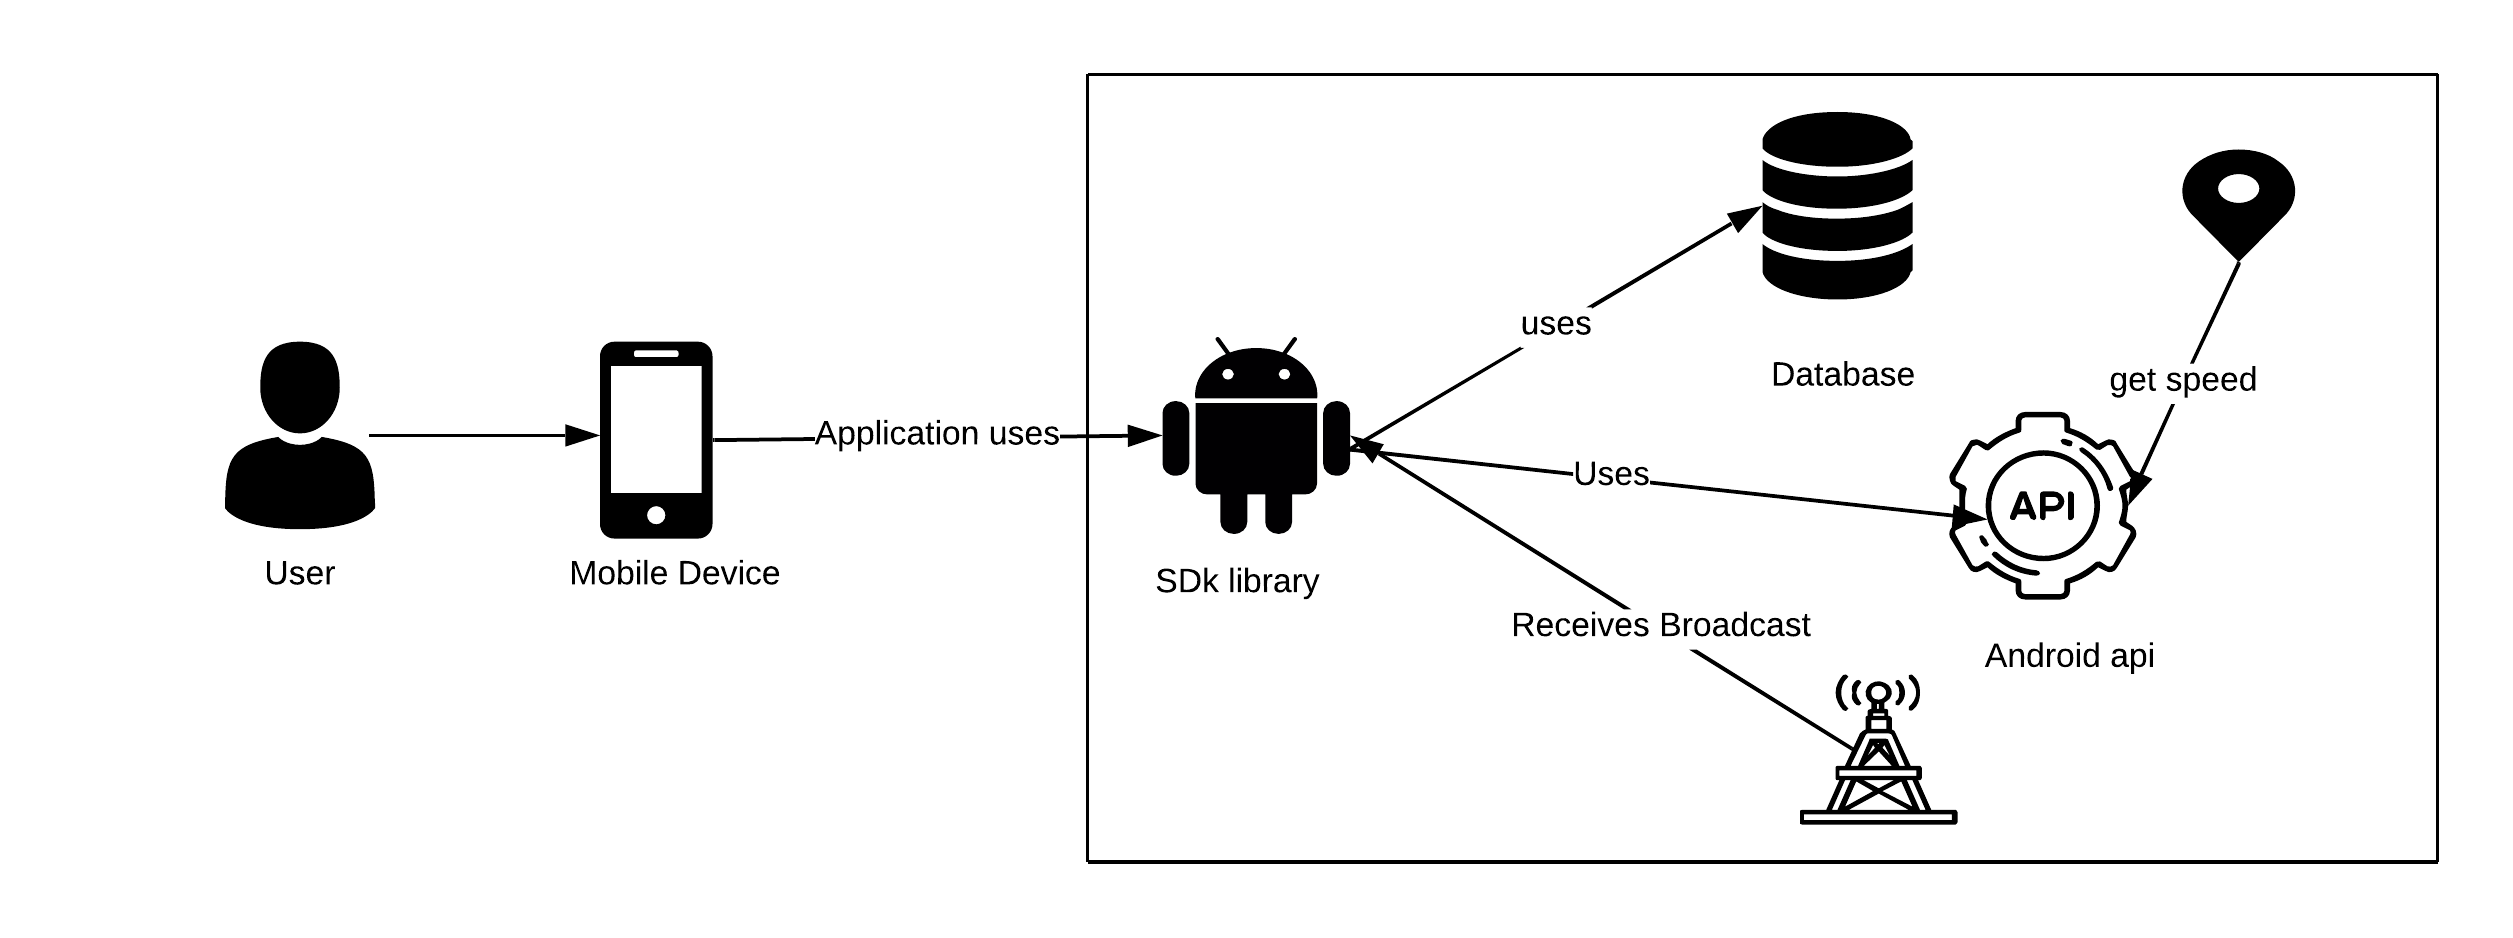 uses
Database
get speed
Application uses
Uses
API
User
Mobile Device
SDk library
Receives Broadcast
Android api